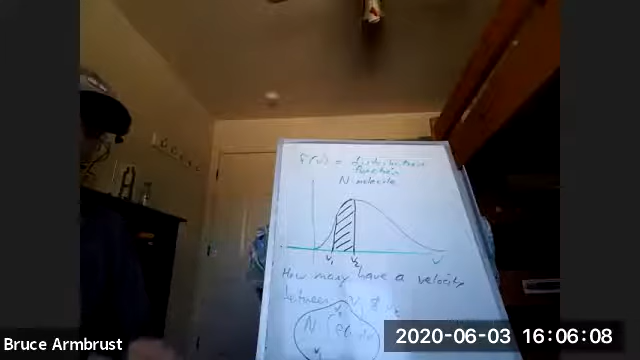 F(v) = distribution
function
N molecule
v₁ v₂ v
How many have a velocity
between v₁ & v₂
N
Bruce Armbrust
2020-06-03 16:06:08